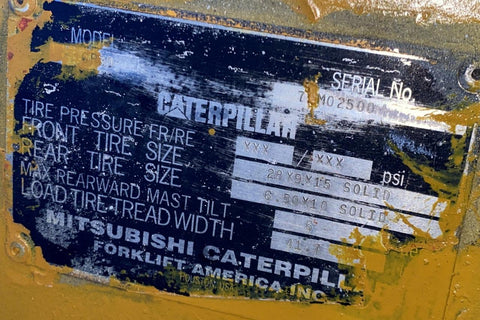 MODEL
SERIAL No.
CATERPILLAR
TIRE PRESSURE-FR/RE XXX / XXX psi
FRONT TIRE SIZE 28X9X15 SOLID
REAR TIRE SIZE 6.50X10 SOLID
MAX REARWARD MAST TILT
LOAD TIRE-TREAD WIDTH
MITSUBISHI CATERPILL
FORKLIFT AMERICA INC